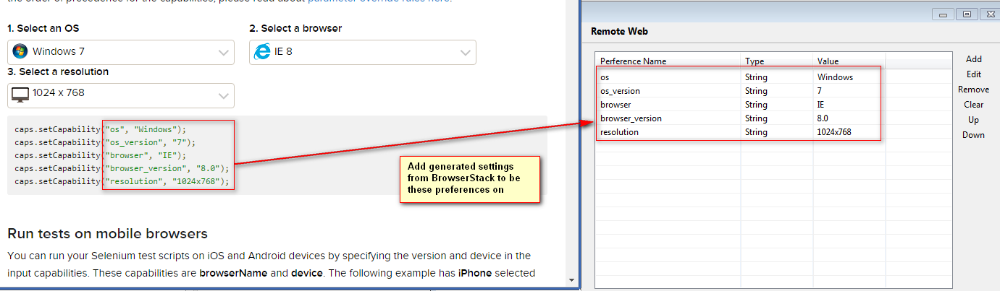 the order of precedence for the capabilities, please read about parameter override rules here.
1. Select an OS
2. Select a browser
Windows 7
IE 8
3. Select a resolution
1024 x 768
caps.setCapability("os", "Windows");
caps.setCapability("os_version", "7");
caps.setCapability("browser", "IE");
caps.setCapability("browser_version", "8.0");
caps.setCapability("resolution", "1024x768");
Run tests on mobile browsers
You can run your Selenium test scripts on iOS and Android devices by specifying the version and device in the
input capabilities. These capabilities are browserName and device. The following example has iPhone selected
Add generated settings
from BrowserStack to be
these preferences on
Remote Web
Perference Name Type Value
os String Windows
os_version String 7
browser String IE
browser_version String 8.0
resolution String 1024x768
Add
Edit
Remove
Clear
Up
Down